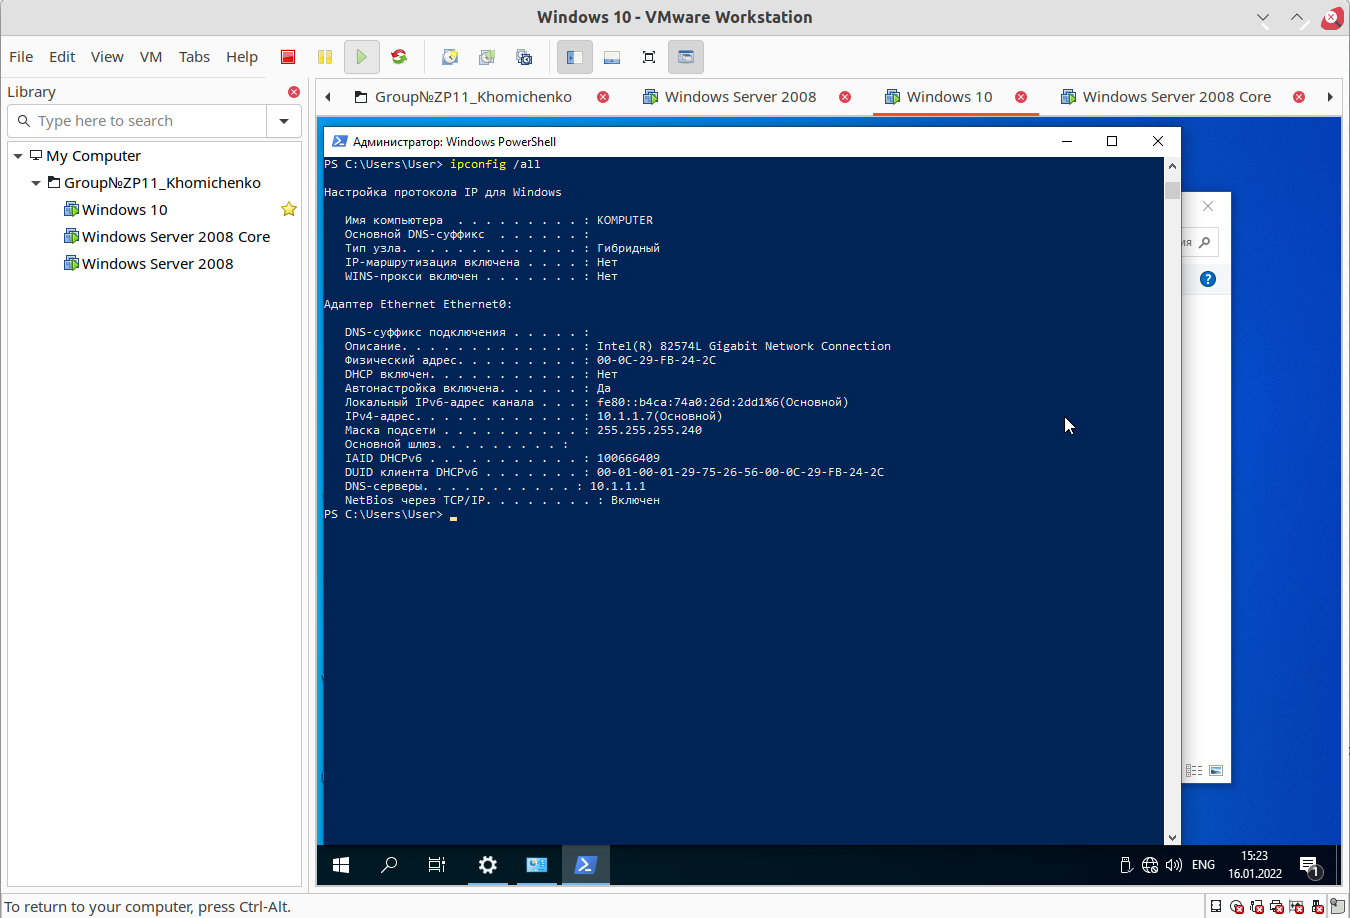 Windows 10 - VMware Workstation
File Edit View VM Tabs Help
Library
Type here to search
My Computer
Group№ZP11_Khomichenko
Windows 10
Windows Server 2008 Core
Windows Server 2008
Group№ZP11_Khomichenko Windows Server 2008 Windows 10 Windows Server 2008 Core
Администратор: Windows PowerShell
PS C:\Users\User> ipconfig /all
Настройка протокола IP для Windows
Имя компьютера . . . . . . . . . : KOMPUTER
Основной DNS-суффикс . . . . . . :
Тип узла. . . . . . . . . . . . . : Гибридный
IP-маршрутизация включена . . . . : Нет
WINS-прокси включен . . . . . . . : Нет
Адаптер Ethernet Ethernet0:
DNS-суффикс подключения . . . . . :
Описание. . . . . . . . . . . . . : Intel(R) 82574L Gigabit Network Connection
Физический адрес. . . . . . . . . : 00-0C-29-FB-24-2C
DHCP включен. . . . . . . . . . . : Нет
Автонастройка включена. . . . . . : Да
Локальный IPv6-адрес канала . . . : fe80::b4ca:74a0:26d:2dd1%6(Основной)
IPv4-адрес. . . . . . . . . . . . : 10.1.1.7(Основной)
Маска подсети . . . . . . . . . . : 255.255.255.240
Основной шлюз. . . . . . . . . :
IAID DHCPv6 . . . . . . . . . . . : 100666409
DUID клиента DHCPv6 . . . . . . . : 00-01-00-01-29-75-26-56-00-0C-29-FB-24-2C
DNS-серверы. . . . . . . . . . . : 10.1.1.1
NetBios через TCP/IP. . . . . . . . : Включен
PS C:\Users\User>
ия
ENG
15:23
16.01.2022
1
To return to your computer, press Ctrl-Alt.